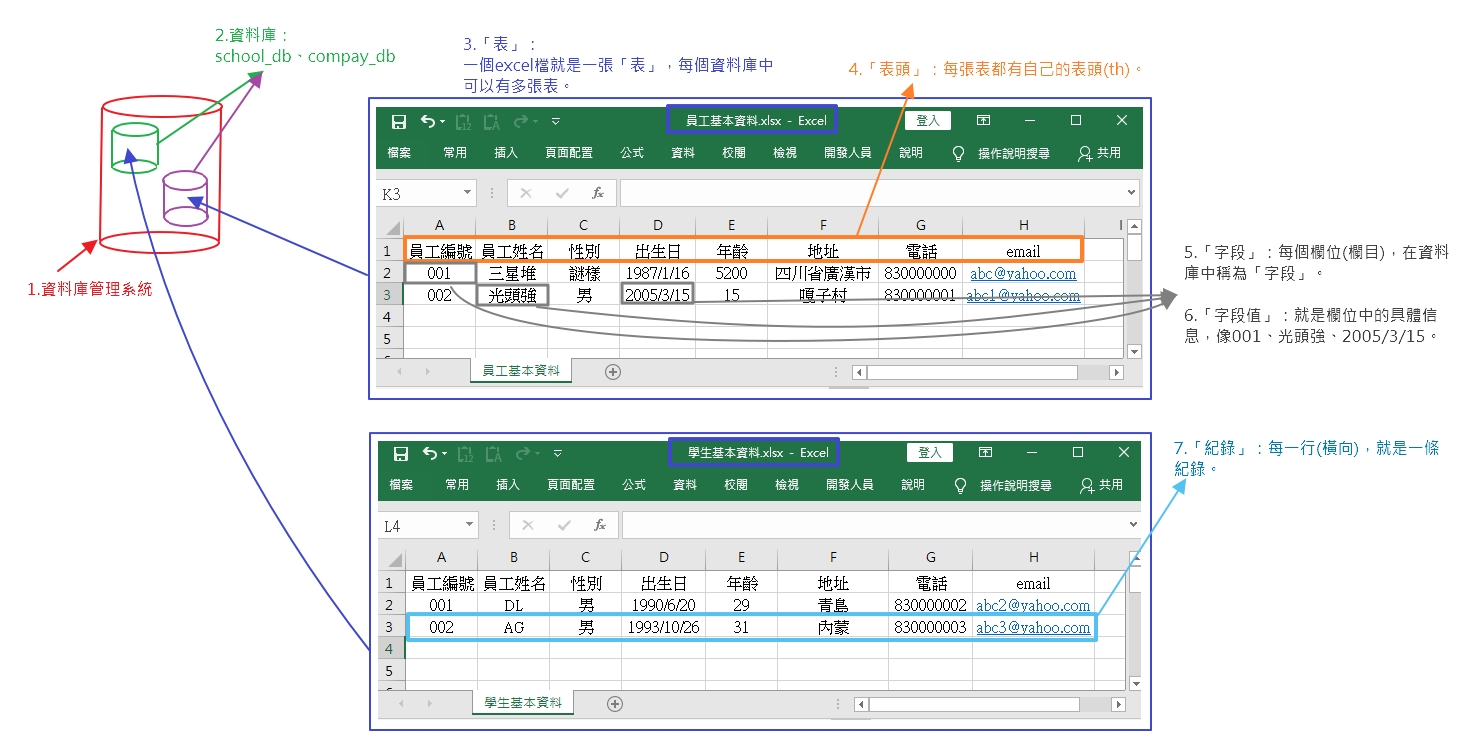 2.資料庫：
school_db、compay_db
3.「表」：
一個excel檔就是一張「表」，每個資料庫中
可以有多張表。
4.「表頭」：每張表都有自己的表頭(th)。
1.資料庫管理系統
員工基本資料.xlsx - Excel
登入
檔案 常用 插入 頁面配置 公式 資料 校閱 檢視 開發人員 說明 操作說明搜尋 共用
K3 fx
A B C D E F G H I
1 員工編號 員工姓名 性別 出生日 年齡 地址 電話 email
2 001 三星堆 謎樣 1987/1/16 5200 四川省廣漢市 830000000 abc@yahoo.com
3 002 光頭強 男 2005/3/15 15 嘎子村 830000001 abc1@yahoo.com
4
5
員工基本資料
5.「字段」：每個欄位(欄目)，在資料
庫中稱為「字段」。
6.「字段值」：就是欄位中的具體信
息，像001、光頭強、2005/3/15。
學生基本資料.xlsx - Excel
登入
檔案 常用 插入 頁面配置 公式 資料 校閱 檢視 開發人員 說明 操作說明搜尋 共用
L4 fx
A B C D E F G H
1 員工編號 員工姓名 性別 出生日 年齡 地址 電話 email
2 001 DL 男 1990/6/20 29 青島 830000002 abc2@yahoo.com
3 002 AG 男 1993/10/26 31 內蒙 830000003 abc3@yahoo.com
4
5
學生基本資料
7.「紀錄」：每一行(橫向)，就是一條
紀錄。